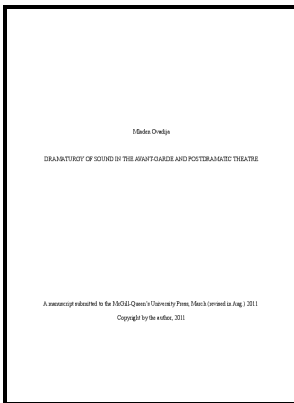 Mladen Ovadija
DRAMATURGY OF SOUND IN THE AVANT-GARDE AND POSTDRAMATIC THEATRE
A manuscript submitted to the McGill-Queen's University Press, March (revised in Aug.) 2011
Copyright by the author, 2011